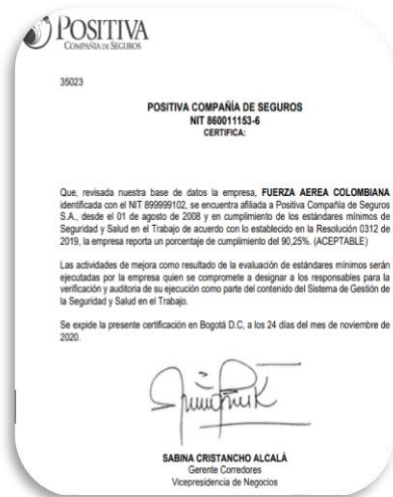 POSITIVA
COMPAÑÍA DE SEGUROS
35023
POSITIVA COMPAÑÍA DE SEGUROS
NIT 860011153-6
CERTIFICA:
Que, revisada nuestra base de datos la empresa, FUERZA AEREA COLOMBIANA
identificada con el NIT 899999102, se encuentra afiliada a Positiva Compañía de Seguros
S.A., desde el 01 de agosto de 2008 y en cumplimiento de los estándares mínimos de
Seguridad y Salud en el Trabajo de acuerdo con lo establecido en la Resolución 0312 de
2019, la empresa reporta un porcentaje de cumplimiento del 90,25%. (ACEPTABLE)
Las actividades de mejora como resultado de la evaluación de estándares mínimos serán
ejecutadas por la empresa quien se compromete a designar a los responsables para la
verificación y auditoria de su ejecución como parte del contenido del Sistema de Gestión de
la Seguridad y Salud en el Trabajo.
Se expide la presente certificación en Bogotá D.C, a los 24 días del mes de noviembre de
2020.
SABINA CRISTANCHO ALCALÁ
Gerente Corredores
Vicepresidencia de Negocios